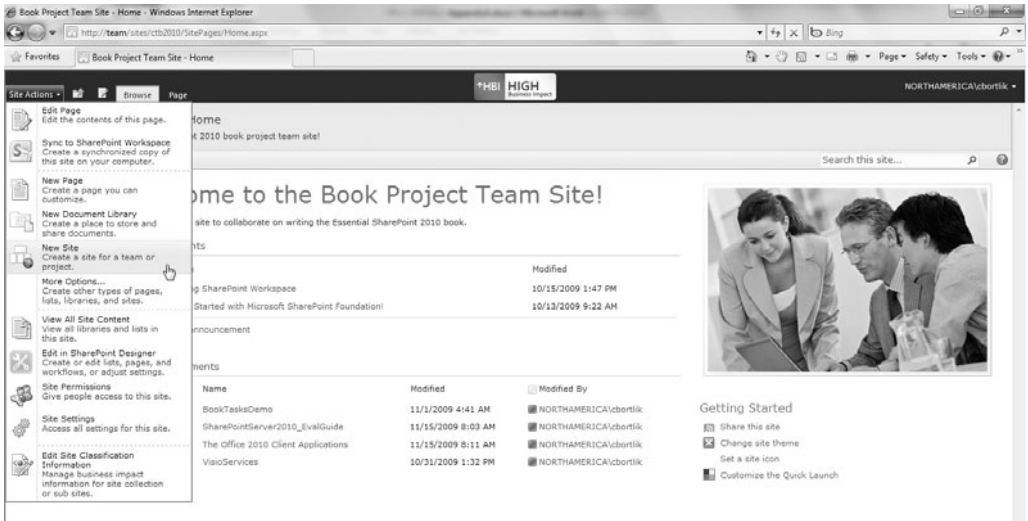 Book Project Team Site - Home - Windows Internet Explorer
http://team/sites/ctb2010/SitePages/Home.aspx
Bing
Favorites
Book Project Team Site - Home
Page
Safety
Tools
Site Actions
Browse
Page
HBI HIGH
Business Impact
NORTHAMERICA\cbortlik
Edit Page
Edit the contents of this page.
Sync to SharePoint Workspace
Create a synchronized copy of
this site on your computer.
New Page
Create a page you can
customize.
New Document Library
Create a place to store and
share documents.
New Site
Create a site for a team or
project.
More Options...
Create other types of pages,
lists, libraries, and sites.
View All Site Content
View all libraries and lists in
this site.
Edit in SharePoint Designer
Create or edit lists, pages, and
workflows, or adjust settings.
Site Permissions
Give people access to this site.
Site Settings
Access all settings for this site.
Edit Site Classification
Information
Manage business impact
information for site collection
or sub sites.
Home
2010 book project team site!
Search this site...
ome to the Book Project Team Site!
site to collaborate on writing the Essential SharePoint 2010 book.
nts
Modified
g SharePoint Workspace 10/15/2009 1:47 PM
Started with Microsoft SharePoint Foundation! 10/13/2009 9:22 AM
nnouncement
ments
Name Modified Modified By
BookTasksDemo 11/1/2009 4:41 AM NORTHAMERICA\cbortlik
SharePointServer2010_EvalGuide 11/15/2009 8:03 AM NORTHAMERICA\cbortlik
The Office 2010 Client Applications 11/15/2009 8:11 AM NORTHAMERICA\cbortlik
VisioServices 10/31/2009 1:32 PM NORTHAMERICA\cbortlik
Getting Started
Share this site
Change site theme
Set a site icon
Customize the Quick Launch